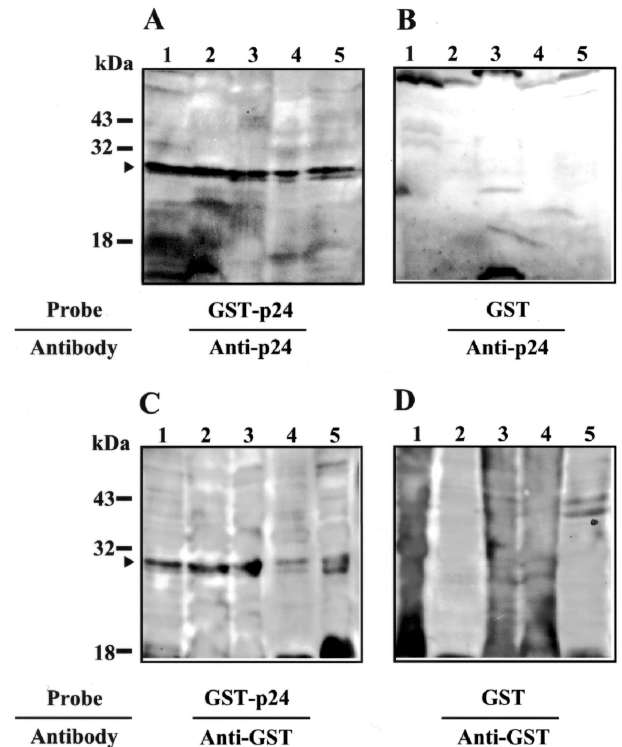 A
B
1 2 3 4 5
1 2 3 4 5
kDa
43
32
18
Probe GST-p24 GST
Antibody Anti-p24 Anti-p24
C
D
1 2 3 4 5
1 2 3 4 5
kDa
43
32
18
Probe GST-p24 GST
Antibody Anti-GST Anti-GST